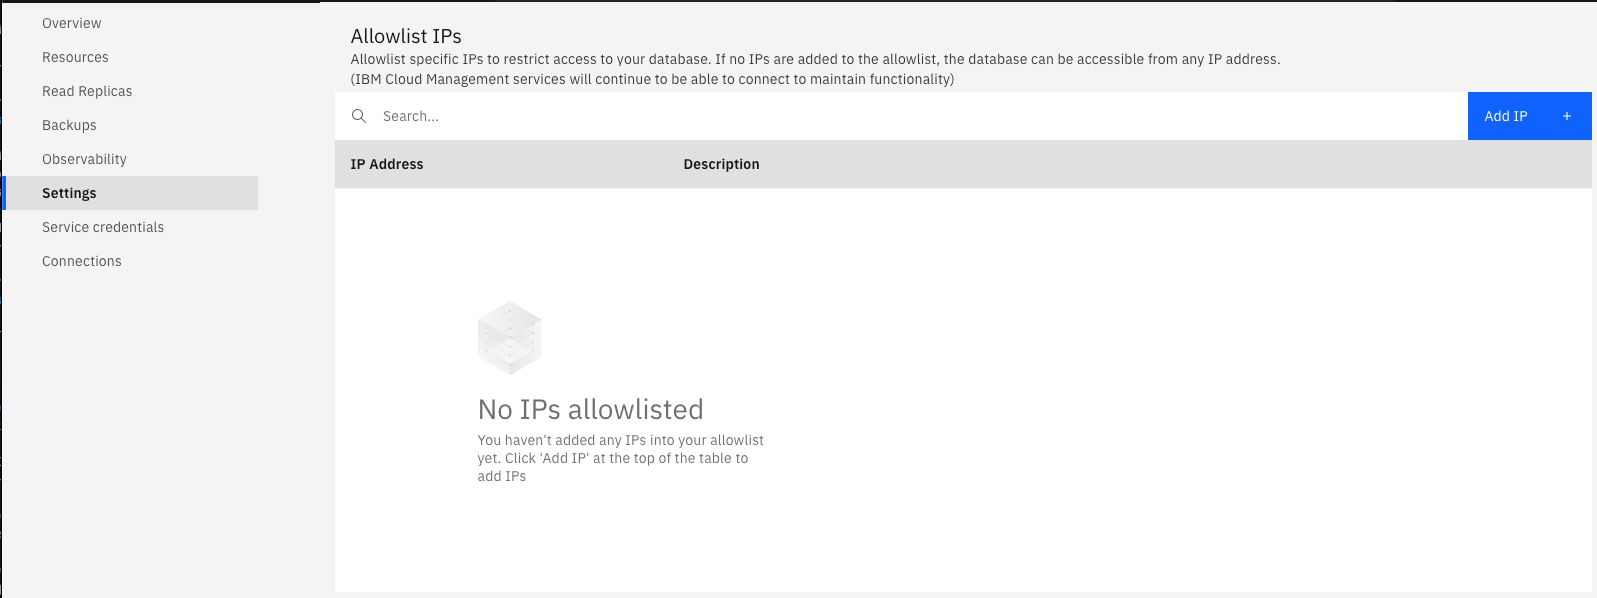 Overview
Resources
Read Replicas
Backups
Observability
Settings
Service credentials
Connections
Allowlist IPs
Allowlist specific IPs to restrict access to your database. If no IPs are added to the allowlist, the database can be accessible from any IP address.
(IBM Cloud Management services will continue to be able to connect to maintain functionality)
Search...
Add IP +
IP Address Description
No IPs allowlisted
You haven't added any IPs into your allowlist
yet. Click 'Add IP' at the top of the table to
add IPs